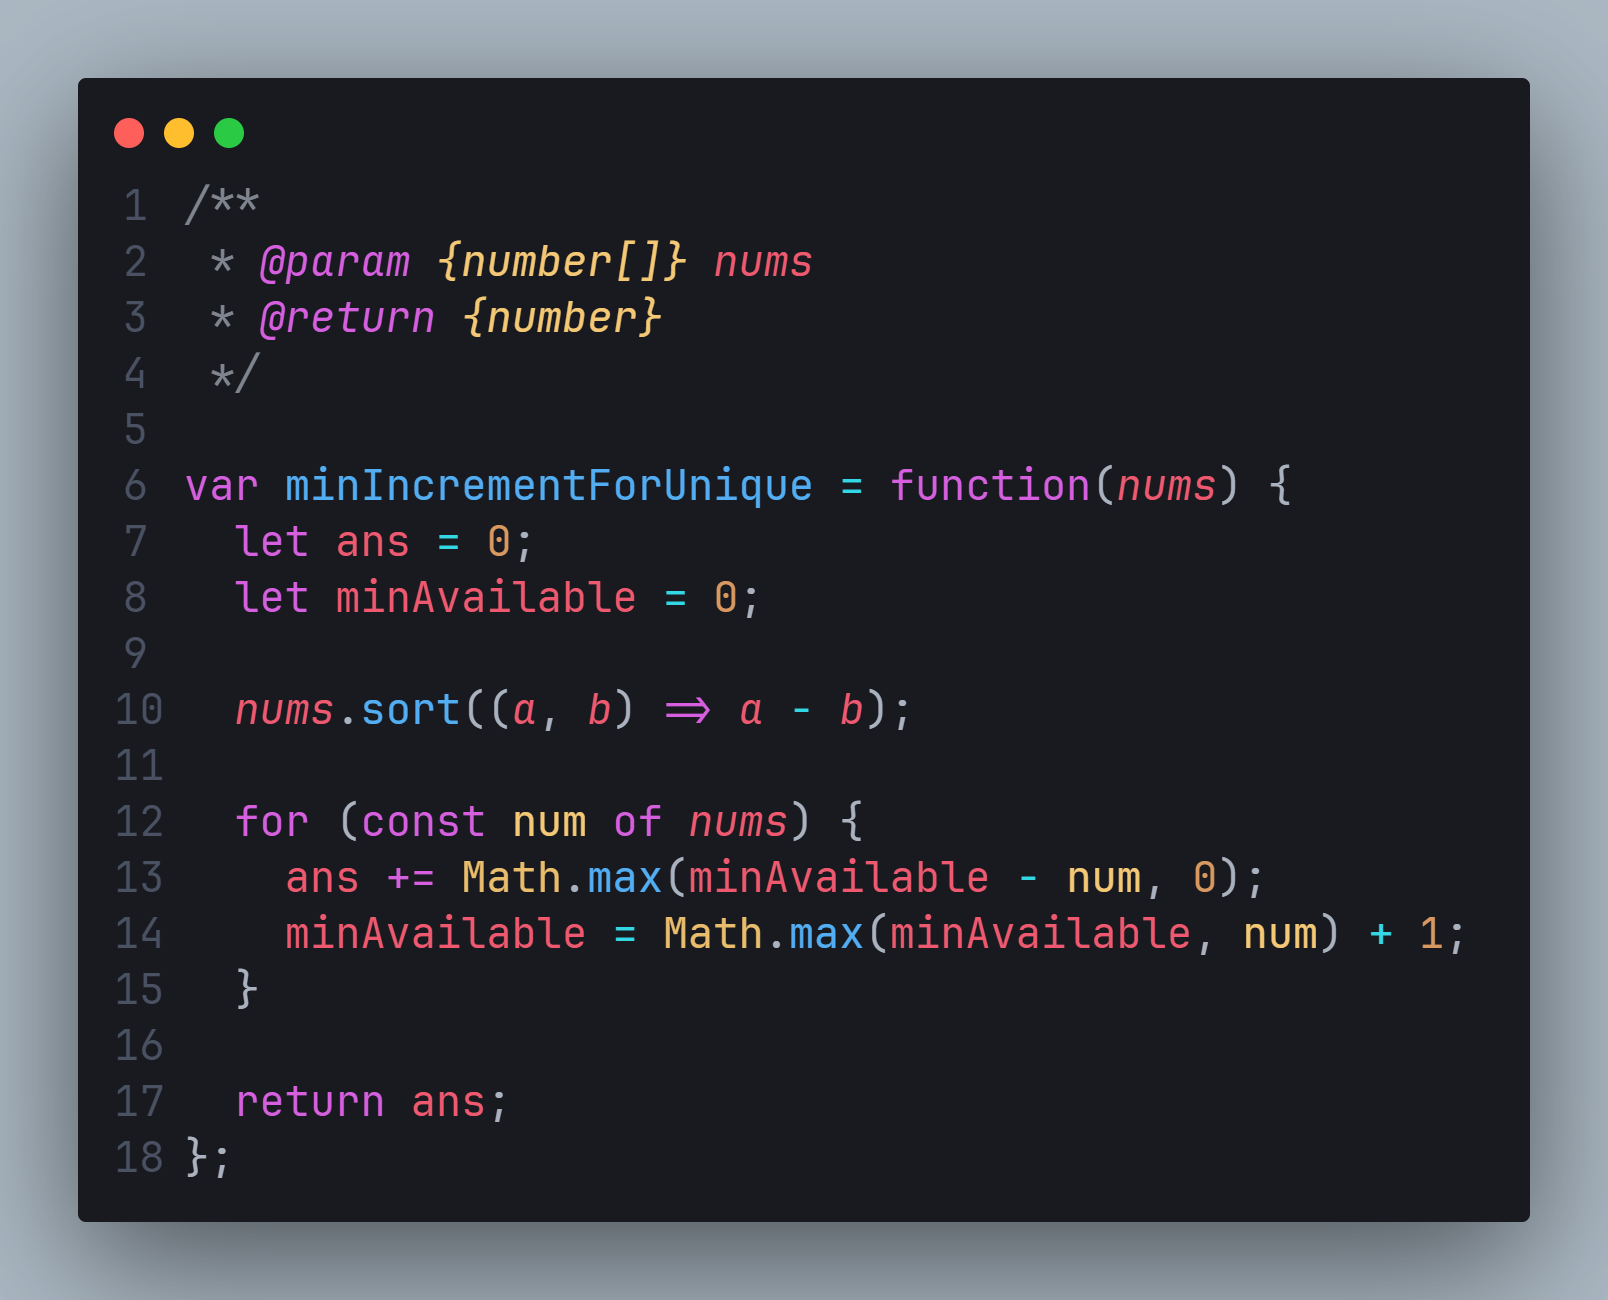 1 /**
2  * @param {number[]} nums
3  * @return {number}
4  */
5
6 var minIncrementForUnique = function(nums) {
7   let ans = 0;
8   let minAvailable = 0;
9
10   nums.sort((a, b) => a - b);
11
12   for (const num of nums) {
13     ans += Math.max(minAvailable - num, 0);
14     minAvailable = Math.max(minAvailable, num) + 1;
15   }
16
17   return ans;
18 };